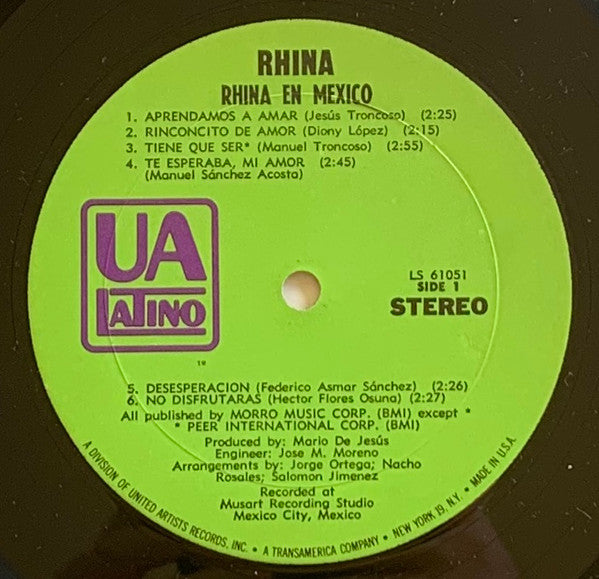 RHINA
RHINA EN MEXICO
1. APRENDAMOS A AMAR (Jesús Troncoso) (2:25)
2. RINCONCITO DE AMOR (Diony López) (2:15)
3. TIENE QUE SER* (Manuel Troncoso) (2:55)
4. TE ESPERABA, MI AMOR (2:45)
(Manuel Sánchez Acosta)
UA
LATINO
LS 61051
SIDE 1
STEREO
5. DESESPERACION (Federico Asmar Sánchez) (2:26)
6. NO DISFRUTARAS (Hector Flores Osuna) (2:27)
All published by MORRO MUSIC CORP. (BMI) except *
* PEER INTERNATIONAL CORP. (BMI)
Produced by: Mario De Jesús
Engineer: Jose M. Moreno
Arrangements by: Jorge Ortega; Nacho
Rosales; Salomon Jimenez
Recorded at
Musart Recording Studio
Mexico City, Mexico
A DIVISION OF UNITED ARTISTS RECORDS, INC. • A TRANSAMERICA COMPANY • NEW YORK 19, N.Y. • MADE IN U.S.A.